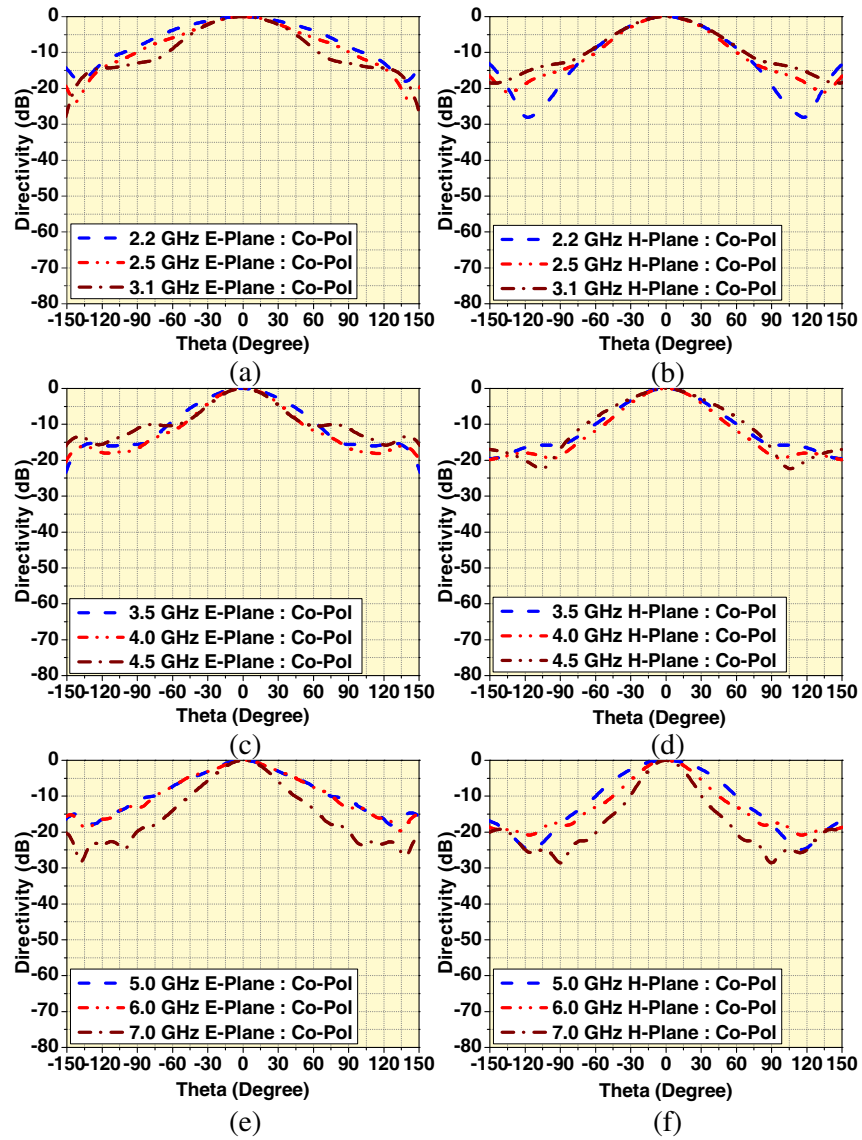 0
-10
-20
-30
-40
-50
-60
-70
-80
Directivity (dB)
2.2 GHz E-Plane : Co-Pol
2.5 GHz E-Plane : Co-Pol
3.1 GHz E-Plane : Co-Pol
-150 -120 -90 -60 -30 0 30 60 90 120 150
Theta (Degree)
(a)
0
-10
-20
-30
-40
-50
-60
-70
-80
Directivity (dB)
2.2 GHz H-Plane : Co-Pol
2.5 GHz H-Plane : Co-Pol
3.1 GHz H-Plane : Co-Pol
-150 -120 -90 -60 -30 0 30 60 90 120 150
Theta (Degree)
(b)
0
-10
-20
-30
-40
-50
-60
-70
-80
Directivity (dB)
3.5 GHz E-Plane : Co-Pol
4.0 GHz E-Plane : Co-Pol
4.5 GHz E-Plane : Co-Pol
-150 -120 -90 -60 -30 0 30 60 90 120 150
Theta (Degree)
(c)
0
-10
-20
-30
-40
-50
-60
-70
-80
Directivity (dB)
3.5 GHz H-Plane : Co-Pol
4.0 GHz H-Plane : Co-Pol
4.5 GHz H-Plane : Co-Pol
-150 -120 -90 -60 -30 0 30 60 90 120 150
Theta (Degree)
(d)
0
-10
-20
-30
-40
-50
-60
-70
-80
Directivity (dB)
5.0 GHz E-Plane : Co-Pol
6.0 GHz E-Plane : Co-Pol
7.0 GHz E-Plane : Co-Pol
-150 -120 -90 -60 -30 0 30 60 90 120 150
Theta (Degree)
(e)
0
-10
-20
-30
-40
-50
-60
-70
-80
Directivity (dB)
5.0 GHz H-Plane : Co-Pol
6.0 GHz H-Plane : Co-Pol
7.0 GHz H-Plane : Co-Pol
-150 -120 -90 -60 -30 0 30 60 90 120 150
Theta (Degree)
(f)